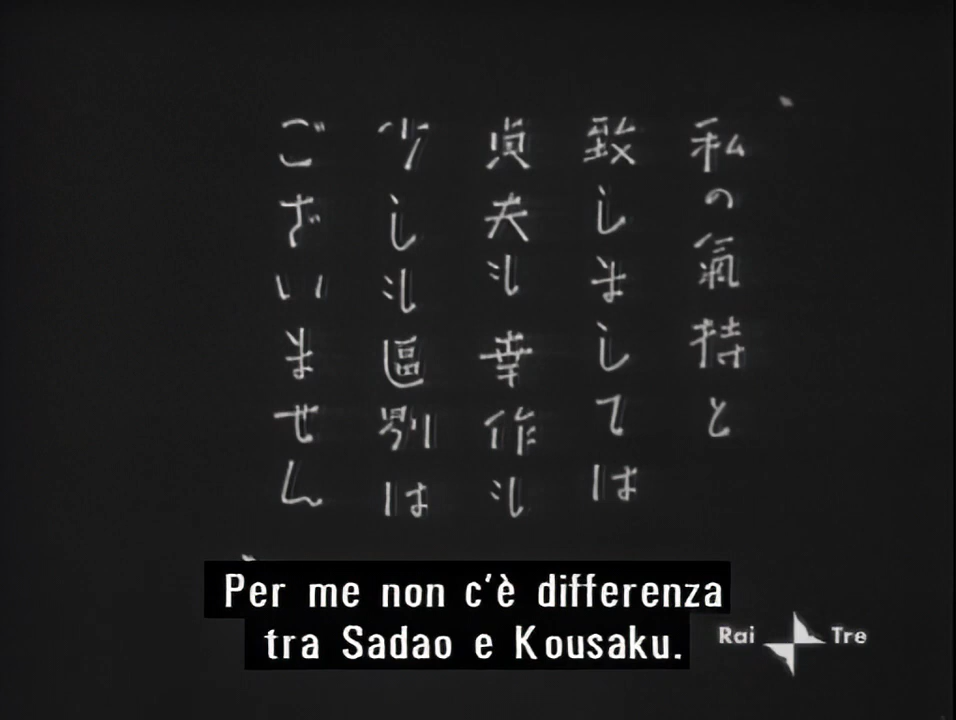 「私の氣持と
致しましては
貞夫も幸作も
少しも區別は
ございません」
Per me non c'è differenza
tra Sadao e Kousaku.
Rai Tre